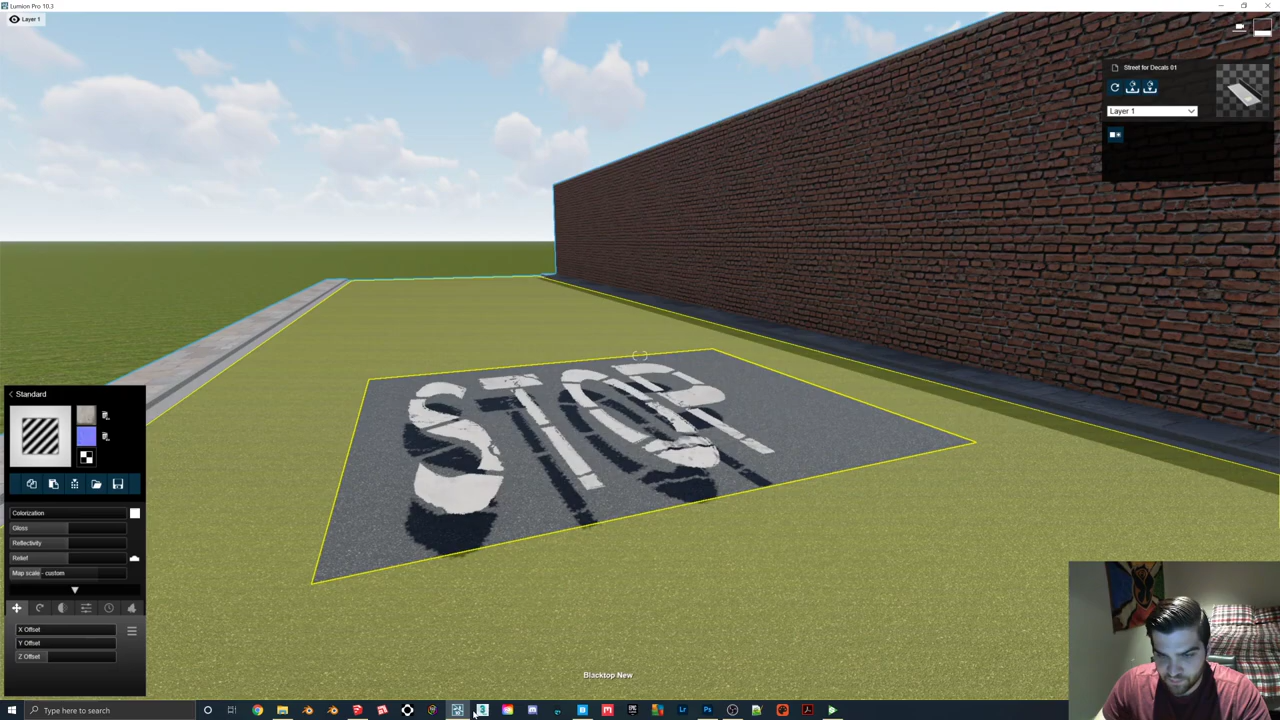 Lumion Pro 10.3
Layer 1
Street for Decals 01
Layer 1
STOP
Standard
Colorization
Gloss
Reflectivity
Relief
Map scale - custom
X Offset
Y Offset
Z Offset
Blacktop New
Type here to search